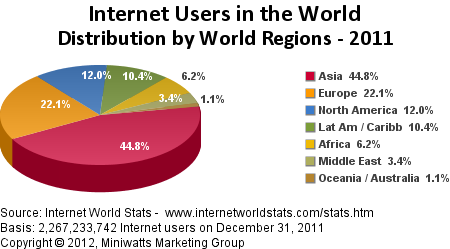 Internet Users in the World
Distribution by World Regions - 2011
12.0%
10.4%
6.2%
3.4%
1.1%
22.1%
44.8%
Asia 44.8%
Europe 22.1%
North America 12.0%
Lat Am / Caribb 10.4%
Africa 6.2%
Middle East 3.4%
Oceania / Australia 1.1%
Source: Internet World Stats - www.internetworldstats.com/stats.htm
Basis: 2,267,233,742 Internet users on December 31, 2011
Copyright © 2012, Miniwatts Marketing Group